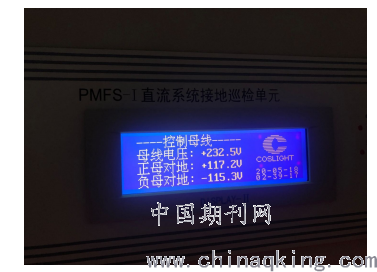 PMFS-I直流系统接地巡检单元
----控制母线-----
母线电压: +232.5V
正母对地: +117.2V
负母对地: -115.3V
COSLIGHT
中国期刊网
www.chinaqking.com